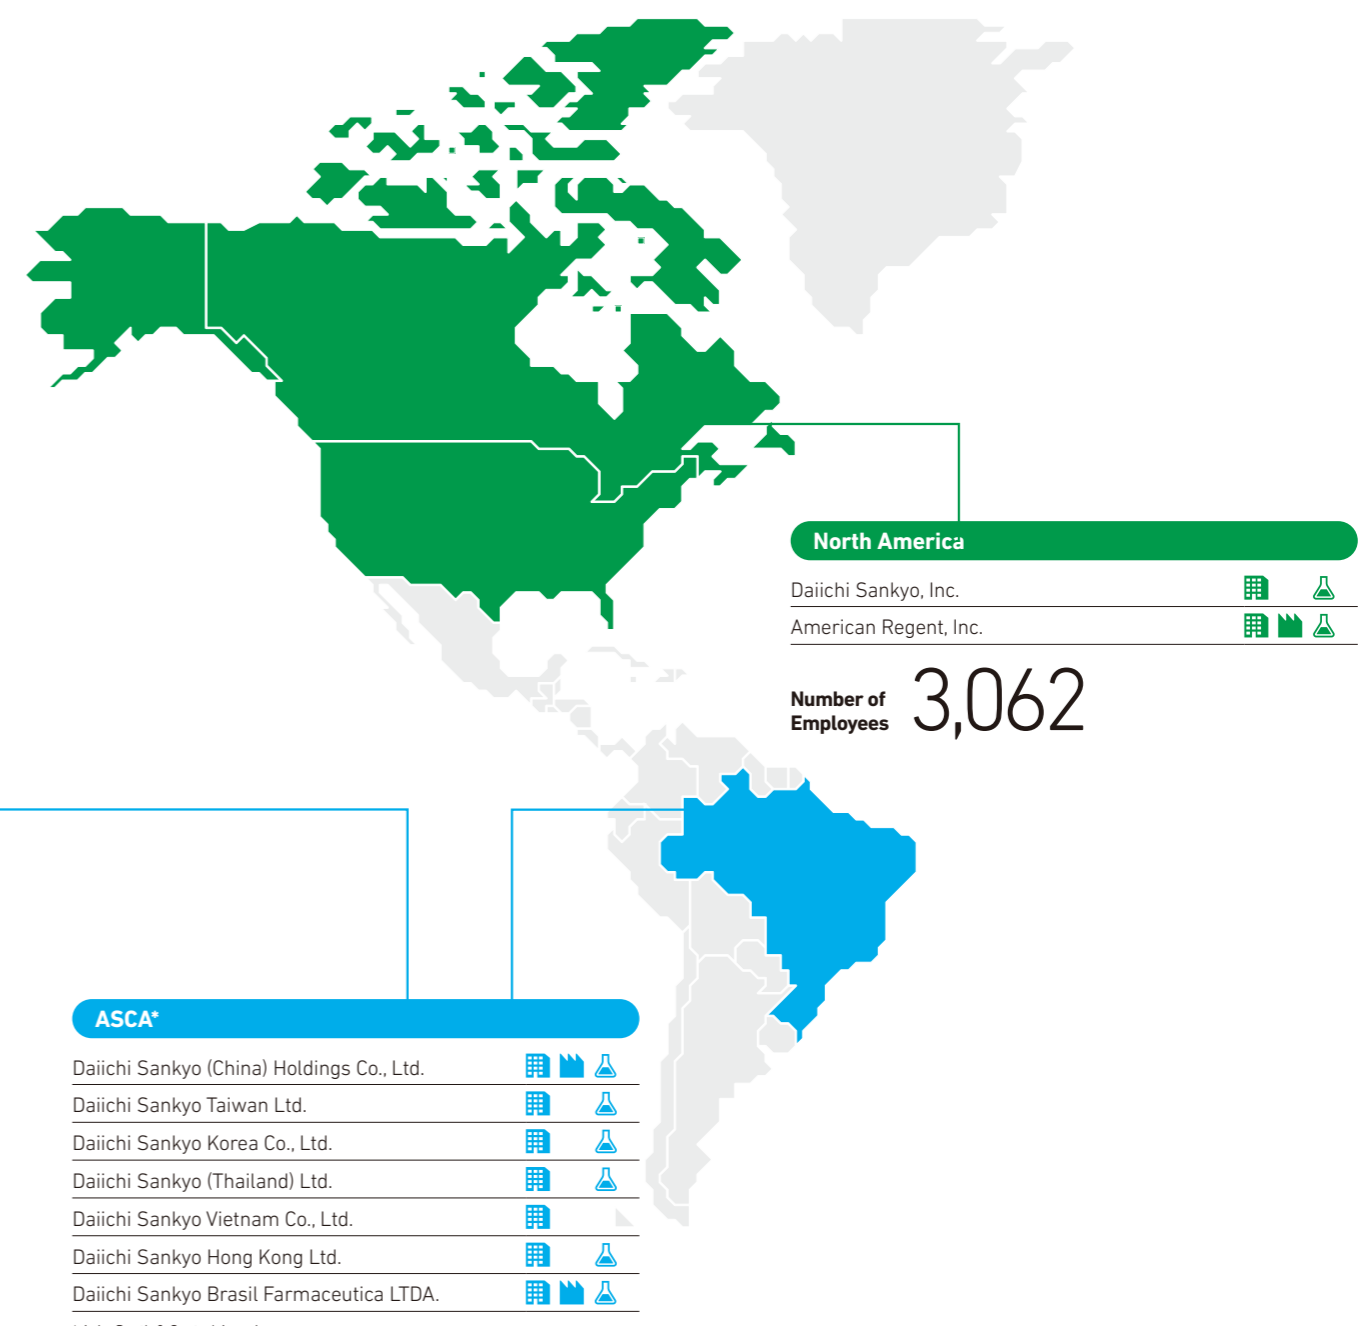 North America
Daiichi Sankyo, Inc.
American Regent, Inc.
Number of
Employees
3,062
ASCA*
Daiichi Sankyo (China) Holdings Co., Ltd.
Daiichi Sankyo Taiwan Ltd.
Daiichi Sankyo Korea Co., Ltd.
Daiichi Sankyo (Thailand) Ltd.
Daiichi Sankyo Vietnam Co., Ltd.
Daiichi Sankyo Hong Kong Ltd.
Daiichi Sankyo Brasil Farmaceutica LTDA.